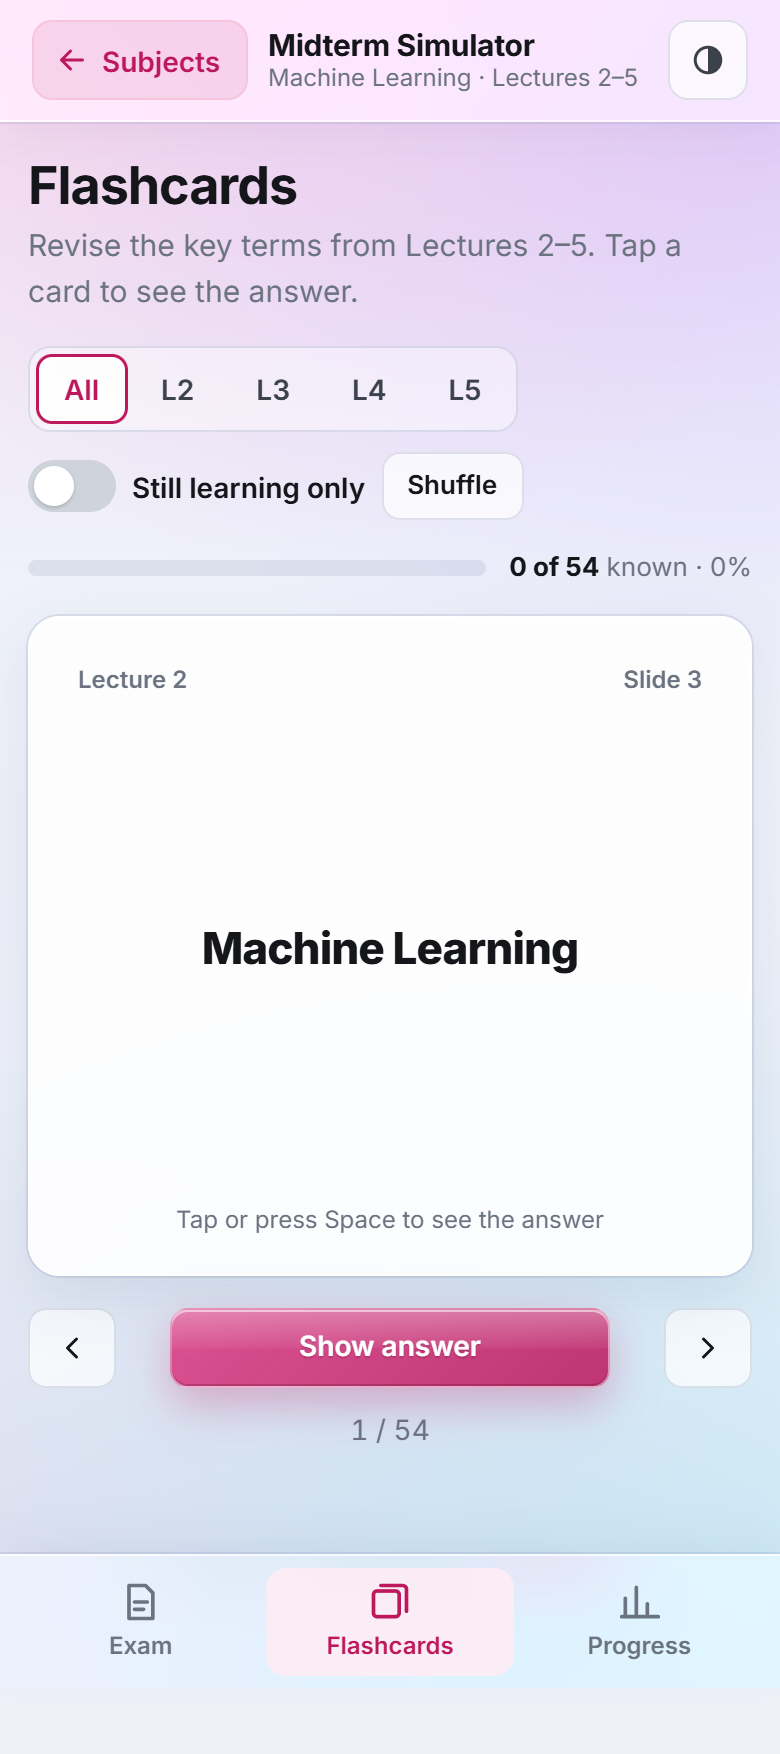 Subjects
Midterm Simulator
Machine Learning · Lectures 2–5
Flashcards
Revise the key terms from Lectures 2–5. Tap a
card to see the answer.
All L2 L3 L4 L5
Still learning only Shuffle
0 of 54 known · 0%
Lecture 2 Slide 3
Machine Learning
Tap or press Space to see the answer
Show answer
1 / 54
Exam Flashcards Progress